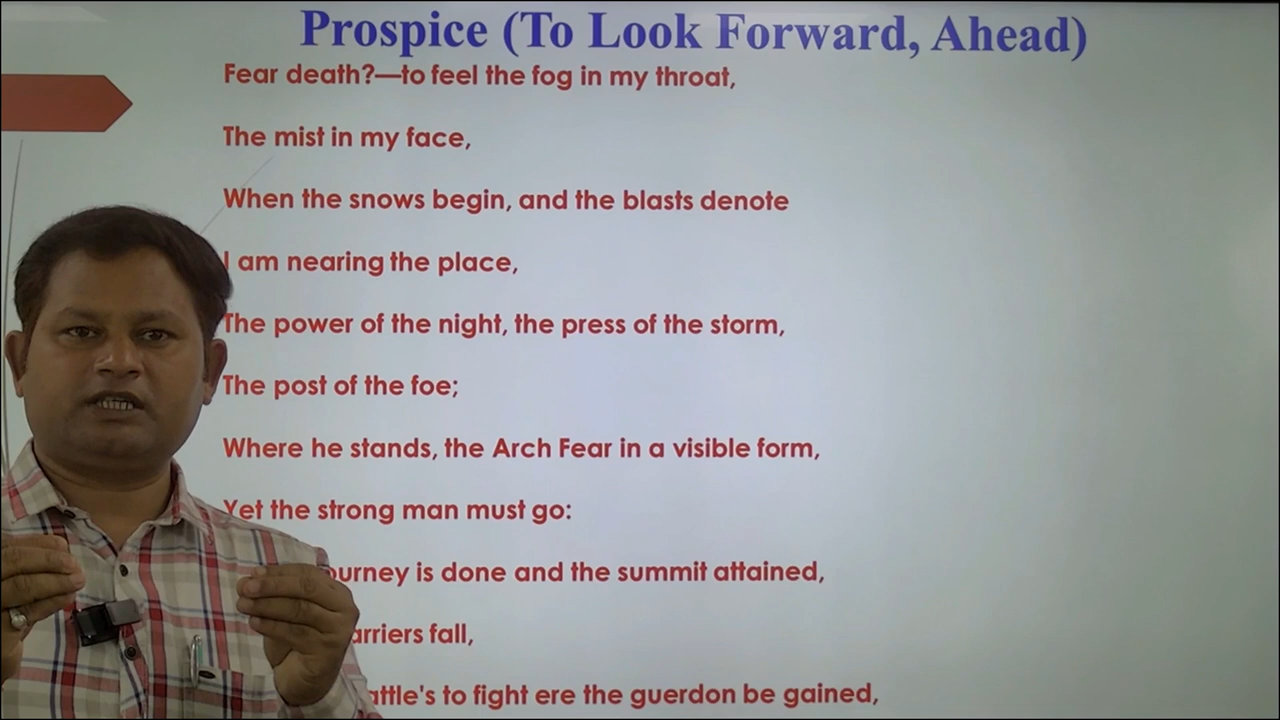 Prospice (To Look Forward, Ahead)
Fear death?—to feel the fog in my throat,
The mist in my face,
When the snows begin, and the blasts denote
I am nearing the place,
The power of the night, the press of the storm,
The post of the foe;
Where he stands, the Arch Fear in a visible form,
Yet the strong man must go:
is done and the summit attained,
fall,
to fight ere the guerdon be gained,